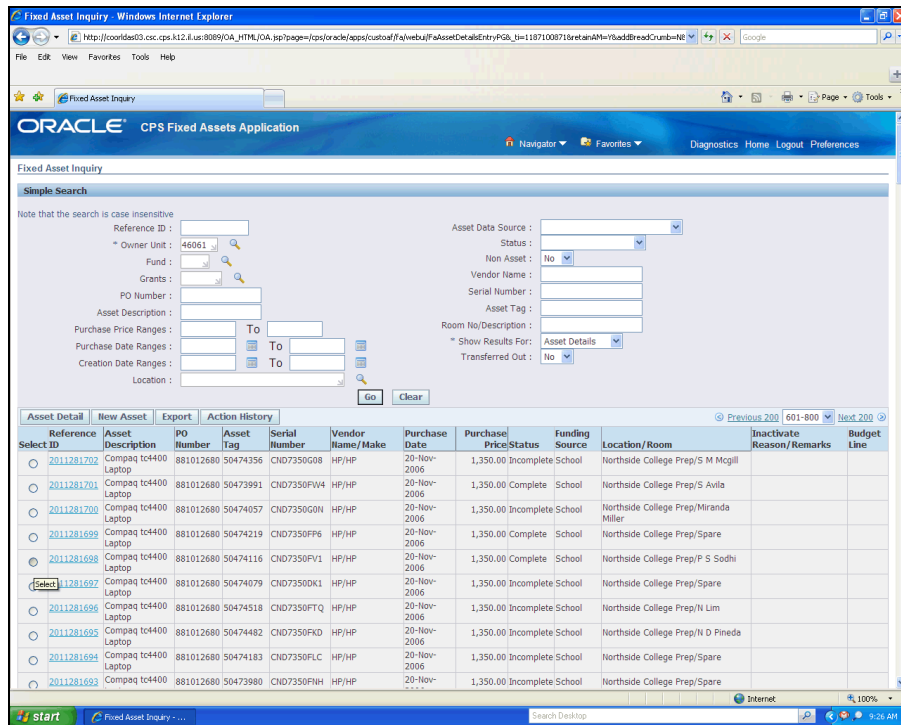 Fixed Asset Inquiry - Windows Internet Explorer
http://coorldas03.csc.cps.k12.il.us:8089/OA_HTML/OA.jsp?page=/cps/oracle/apps/custoaf/fa/webui/FaAssetDetailsEntryPG&_ti=1187100871&retainAM=Y&addBreadCrumb=NE
Google
File Edit View Favorites Tools Help
Fixed Asset Inquiry
Page Tools
ORACLE CPS Fixed Assets Application
Navigator Favorites Diagnostics Home Logout Preferences
Fixed Asset Inquiry
Simple Search
Note that the search is case insensitive
Reference ID :
* Owner Unit : 46061
Fund :
Grants :
PO Number :
Asset Description :
Purchase Price Ranges : To
Purchase Date Ranges : To
Creation Date Ranges : To
Location :
Asset Data Source :
Status :
Non Asset : No
Vendor Name :
Serial Number :
Asset Tag :
Room No/Description :
* Show Results For: Asset Details
Transferred Out : No
Go Clear
Asset Detail New Asset Export Action History Previous 200 601-800 Next 200
Select Reference ID Asset Description PO Number Asset Tag Serial Number Vendor Name/Make Purchase Date Purchase Price Status Funding Source Location/Room Inactivate Reason/Remarks Budget Line
2011281702 Compaq tc4400 Laptop 881012680 50474356 CND7350G08 HP/HP 20-Nov-2006 1,350.00 Incomplete School Northside College Prep/S M Mcgill
2011281701 Compaq tc4400 Laptop 881012680 50473991 CND7350FW4 HP/HP 20-Nov-2006 1,350.00 Complete School Northside College Prep/S Avila
2011281700 Compaq tc4400 Laptop 881012680 50474057 CND7350G0N HP/HP 20-Nov-2006 1,350.00 Incomplete School Northside College Prep/Miranda Miller
2011281699 Compaq tc4400 Laptop 881012680 50474219 CND7350FP6 HP/HP 20-Nov-2006 1,350.00 Complete School Northside College Prep/Spare
2011281698 Compaq tc4400 Laptop 881012680 50474116 CND7350FV1 HP/HP 20-Nov-2006 1,350.00 Complete School Northside College Prep/P S Sodhi
Select 11281697 Compaq tc4400 Laptop 881012680 50474079 CND7350DK1 HP/HP 20-Nov-2006 1,350.00 Incomplete School Northside College Prep/Spare
2011281696 Compaq tc4400 Laptop 881012680 50474518 CND7350FTQ HP/HP 20-Nov-2006 1,350.00 Incomplete School Northside College Prep/N Lim
2011281695 Compaq tc4400 Laptop 881012680 50474482 CND7350FKD HP/HP 20-Nov-2006 1,350.00 Incomplete School Northside College Prep/N D Pineda
2011281694 Compaq tc4400 Laptop 881012680 50474183 CND7350FLC HP/HP 20-Nov-2006 1,350.00 Incomplete School Northside College Prep/Spare
2011281693 Compaq tc4400 Laptop 881012680 50473980 CND7350FNH HP/HP 20-Nov-2006 1,350.00 Incomplete School Northside College Prep/Spare
Internet 100%
start Fixed Asset Inquiry - ... Search Desktop 9:26 AM